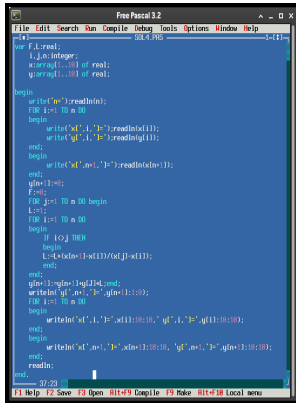 Free Pascal 3.2
File Edit Search Run Compile Debug Tools Options Window Help
[■] SOL4.PAS 1-[↕]
var F,L:real;
i,j,n:integer;
x:array[1..10] of real;
y:array[1..10] of real;
begin
write('n=');readln(n);
FOR i:=1 TO n DO
begin
write('x[',i,']=');readln(x[i]);
write('y[',i,']=');readln(y[i]);
end;
begin
write('x[',n+1,']=');readln(x[n+1]);
end;
y[n+1]:=0;
F:=0;
FOR j:=1 TO n DO begin
L:=1;
FOR i:=1 TO n DO
begin
IF i<>j THEN
begin
L:=L*(x[n+1]-x[i])/(x[j]-x[i]);
end;
end;
y[n+1]:=y[n+1]+y[J]*L;end;
writeln('y[',n+1,']=',y[n+1]:1:8);
FOR i:=1 TO n DO
begin
writeln('x[',i,']=',x[i]:10:10,' y[',i,']=',y[i]:10:10);
end;
begin
writeln('x[',n+1,']=',x[n+1]:10:10, 'y[',n+1,']=',y[n+1]:10:10);
end;
readln;
end.
37:23
F1 Help F2 Save F3 Open Alt+F9 Compile F9 Make Alt+F10 Local menu